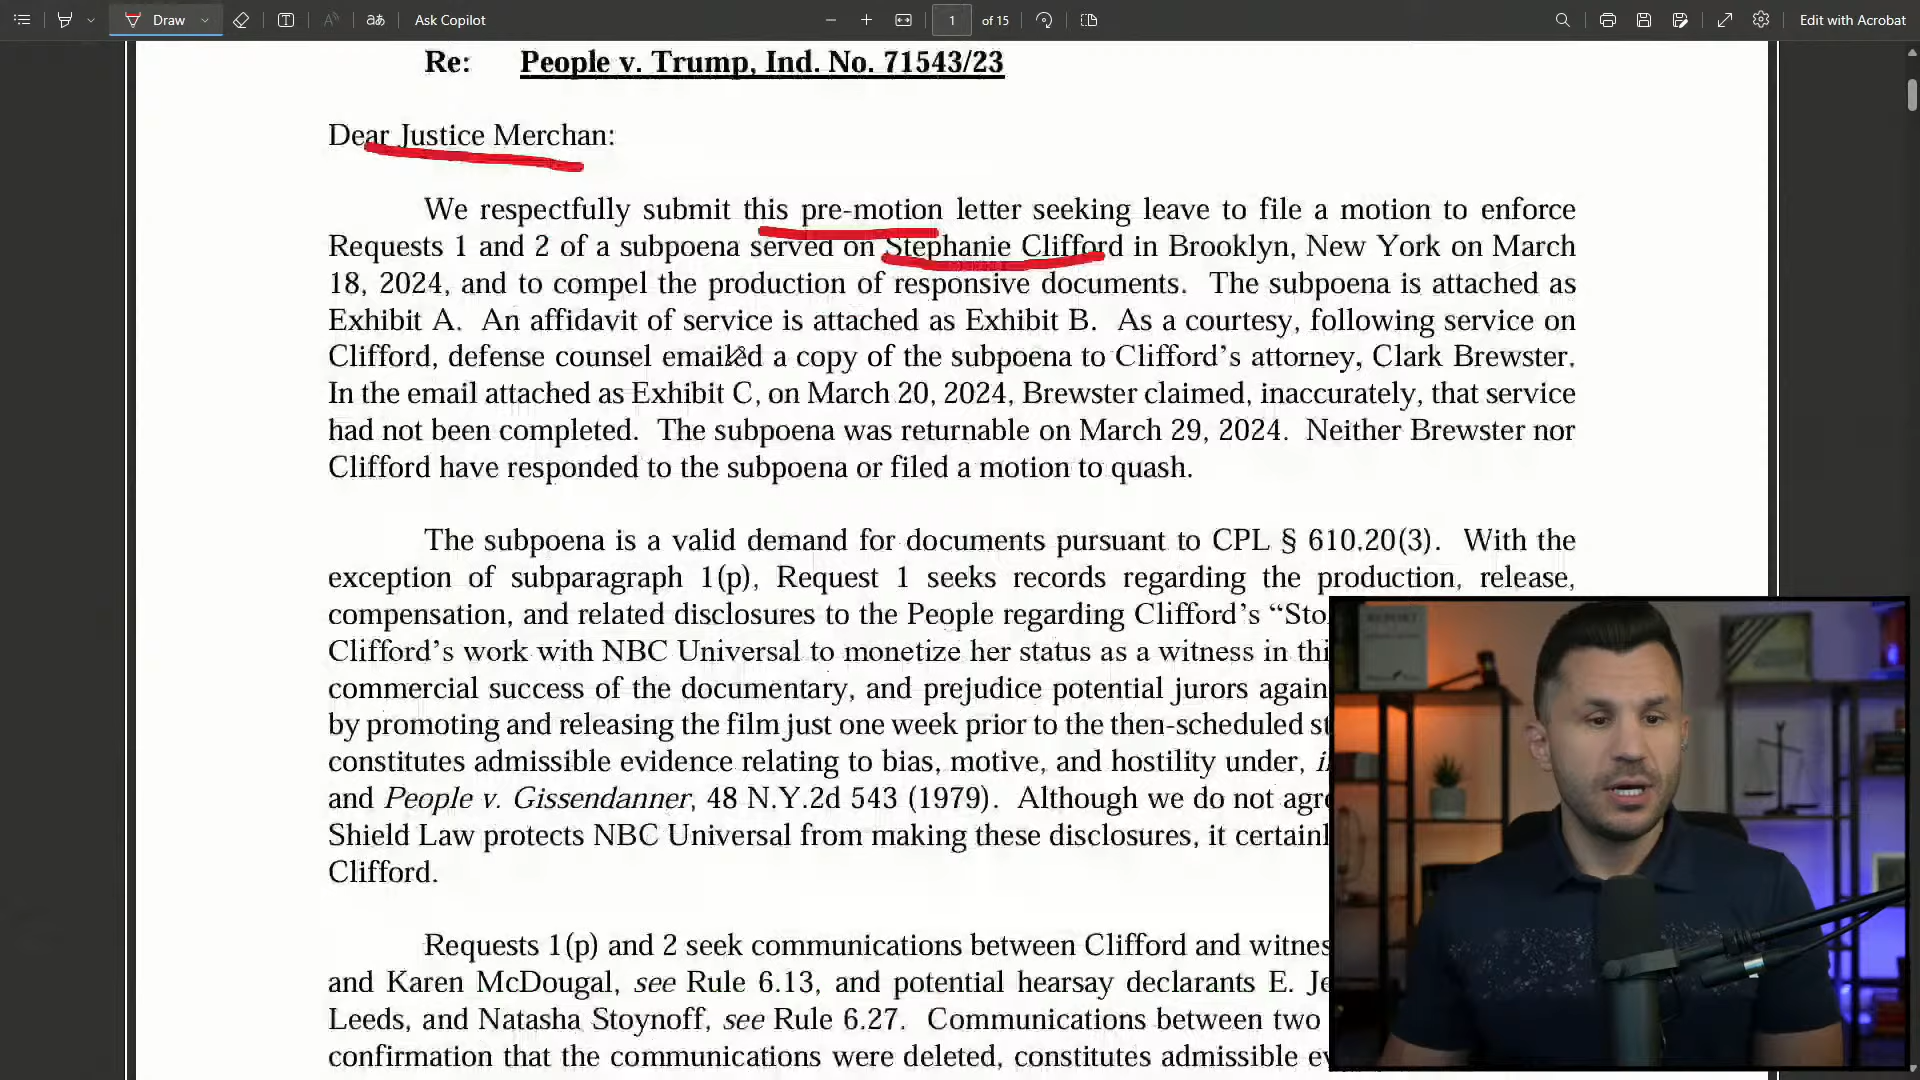 Draw
Ask Copilot
1 of 15
Edit with Acrobat
Re: People v. Trump, Ind. No. 71543/23
Dear Justice Merchan:
We respectfully submit this pre-motion letter seeking leave to file a motion to enforce
Requests 1 and 2 of a subpoena served on Stephanie Clifford in Brooklyn, New York on March
18, 2024, and to compel the production of responsive documents. The subpoena is attached as
Exhibit A. An affidavit of service is attached as Exhibit B. As a courtesy, following service on
Clifford, defense counsel emailed a copy of the subpoena to Clifford’s attorney, Clark Brewster.
In the email attached as Exhibit C, on March 20, 2024, Brewster claimed, inaccurately, that service
had not been completed. The subpoena was returnable on March 29, 2024. Neither Brewster nor
Clifford have responded to the subpoena or filed a motion to quash.
The subpoena is a valid demand for documents pursuant to CPL § 610.20(3). With the
exception of subparagraph 1(p), Request 1 seeks records regarding the production, release,
compensation, and related disclosures to the People regarding Clifford’s “Sto
Clifford’s work with NBC Universal to monetize her status as a witness in thi
commercial success of the documentary, and prejudice potential jurors again
by promoting and releasing the film just one week prior to the then-scheduled st
constitutes admissible evidence relating to bias, motive, and hostility under,
and People v. Gissendanner, 48 N.Y.2d 543 (1979). Although we do not agre
Shield Law protects NBC Universal from making these disclosures, it certainl
Clifford.
Requests 1(p) and 2 seek communications between Clifford and witnes
and Karen McDougal, see Rule 6.13, and potential hearsay declarants E. Je
Leeds, and Natasha Stoynoff, see Rule 6.27. Communications between two
confirmation that the communications were deleted, constitutes admissible ev